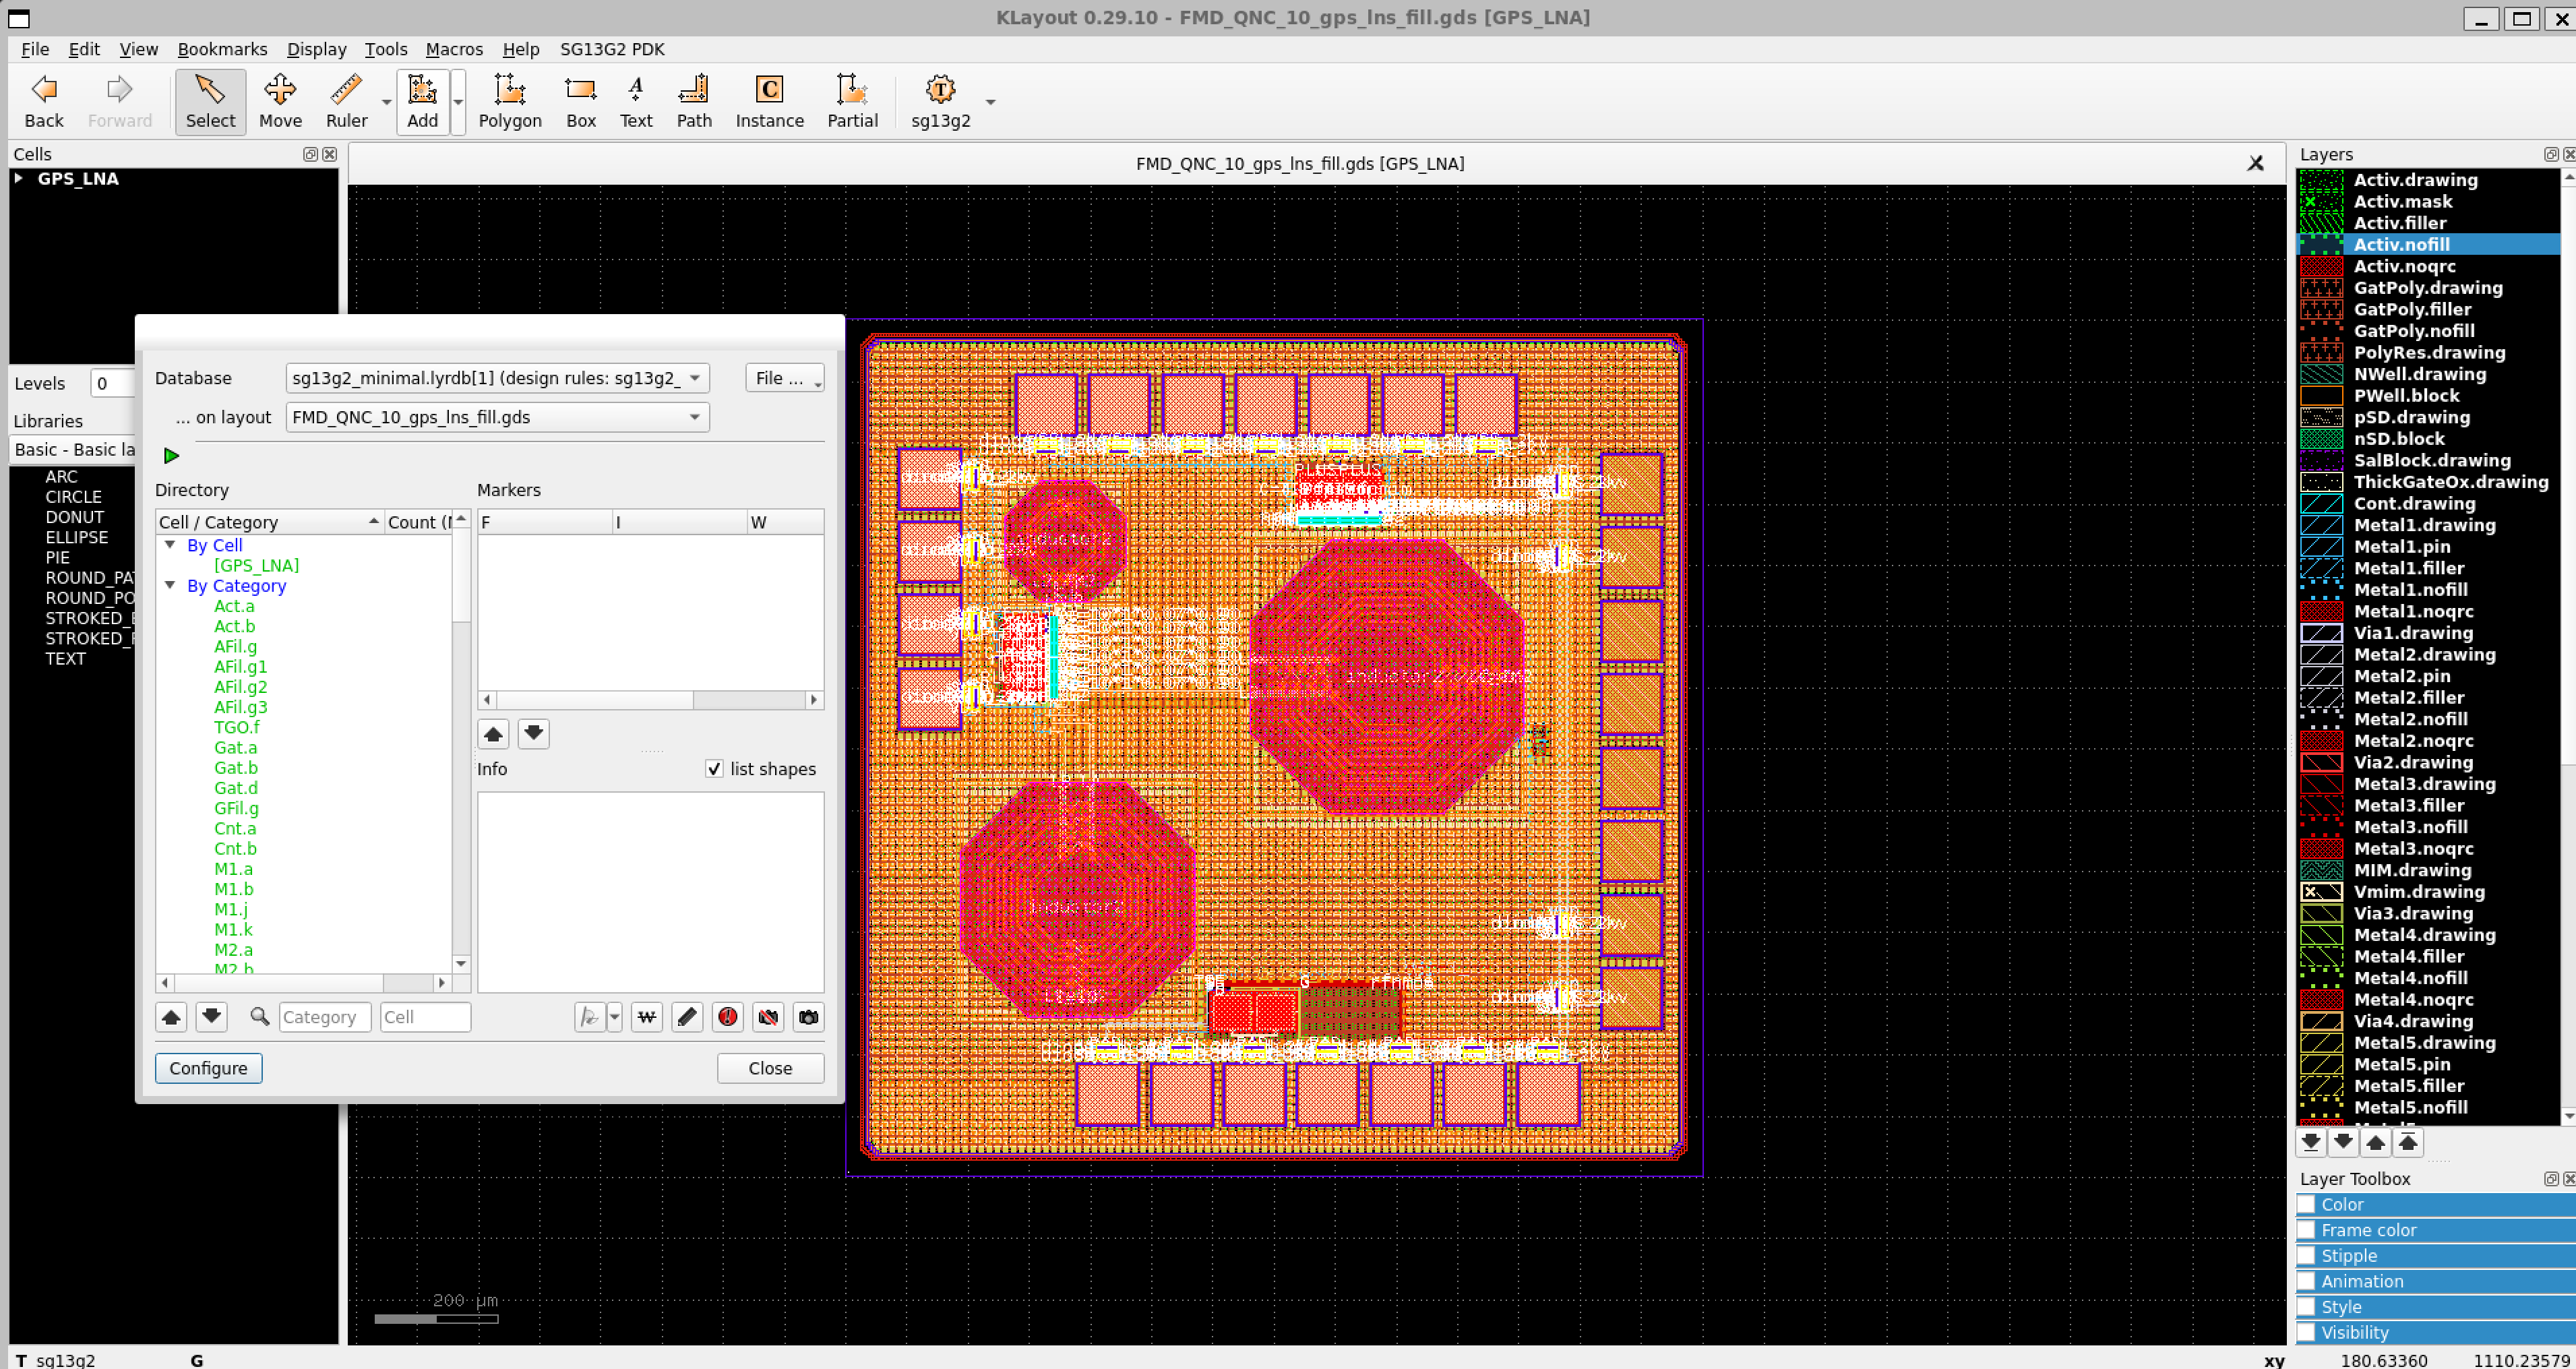 KLayout 0.29.10 - FMD_QNC_10_gps_lns_fill.gds [GPS_LNA]
File Edit View Bookmarks Display Tools Macros Help SG13G2 PDK
Back Forward Select Move Ruler Add Polygon Box Text Path Instance Partial sg13g2
Cells
GPS_LNA
Levels 0
Libraries
Basic - Basic la
ARC
CIRCLE
DONUT
ELLIPSE
PIE
ROUND_PA
ROUND_PO
STROKED_
STROKED_
TEXT
FMD_QNC_10_gps_lns_fill.gds [GPS_LNA]
Database sg13g2_minimal.lyrdb[1] (design rules: sg13g2_ File ...
... on layout FMD_QNC_10_gps_lns_fill.gds
Directory
Cell / Category Count (
By Cell
[GPS_LNA]
By Category
Act.a
Act.b
AFil.g
AFil.g1
AFil.g2
AFil.g3
TGO.f
Gat.a
Gat.b
Gat.d
GFil.g
Cnt.a
Cnt.b
M1.a
M1.b
M1.j
M1.k
M2.a
M2.b
Category Cell
Markers
F I W
Info list shapes
W
Configure Close
200 µm
Layers
Activ.drawing
Activ.mask
Activ.filler
Activ.nofill
Activ.noqrc
GatPoly.drawing
GatPoly.filler
GatPoly.nofill
PolyRes.drawing
NWell.drawing
PWell.block
pSD.drawing
nSD.block
SalBlock.drawing
ThickGateOx.drawing
Cont.drawing
Metal1.drawing
Metal1.pin
Metal1.filler
Metal1.nofill
Metal1.noqrc
Via1.drawing
Metal2.drawing
Metal2.pin
Metal2.filler
Metal2.nofill
Metal2.noqrc
Via2.drawing
Metal3.drawing
Metal3.filler
Metal3.nofill
Metal3.noqrc
MIM.drawing
Vmim.drawing
Via3.drawing
Metal4.drawing
Metal4.filler
Metal4.nofill
Metal4.noqrc
Via4.drawing
Metal5.drawing
Metal5.pin
Metal5.filler
Metal5.nofill
Layer Toolbox
Color
Frame color
Stipple
Animation
Style
Visibility
T sg13g2 G xy 180.63360 1110.23579